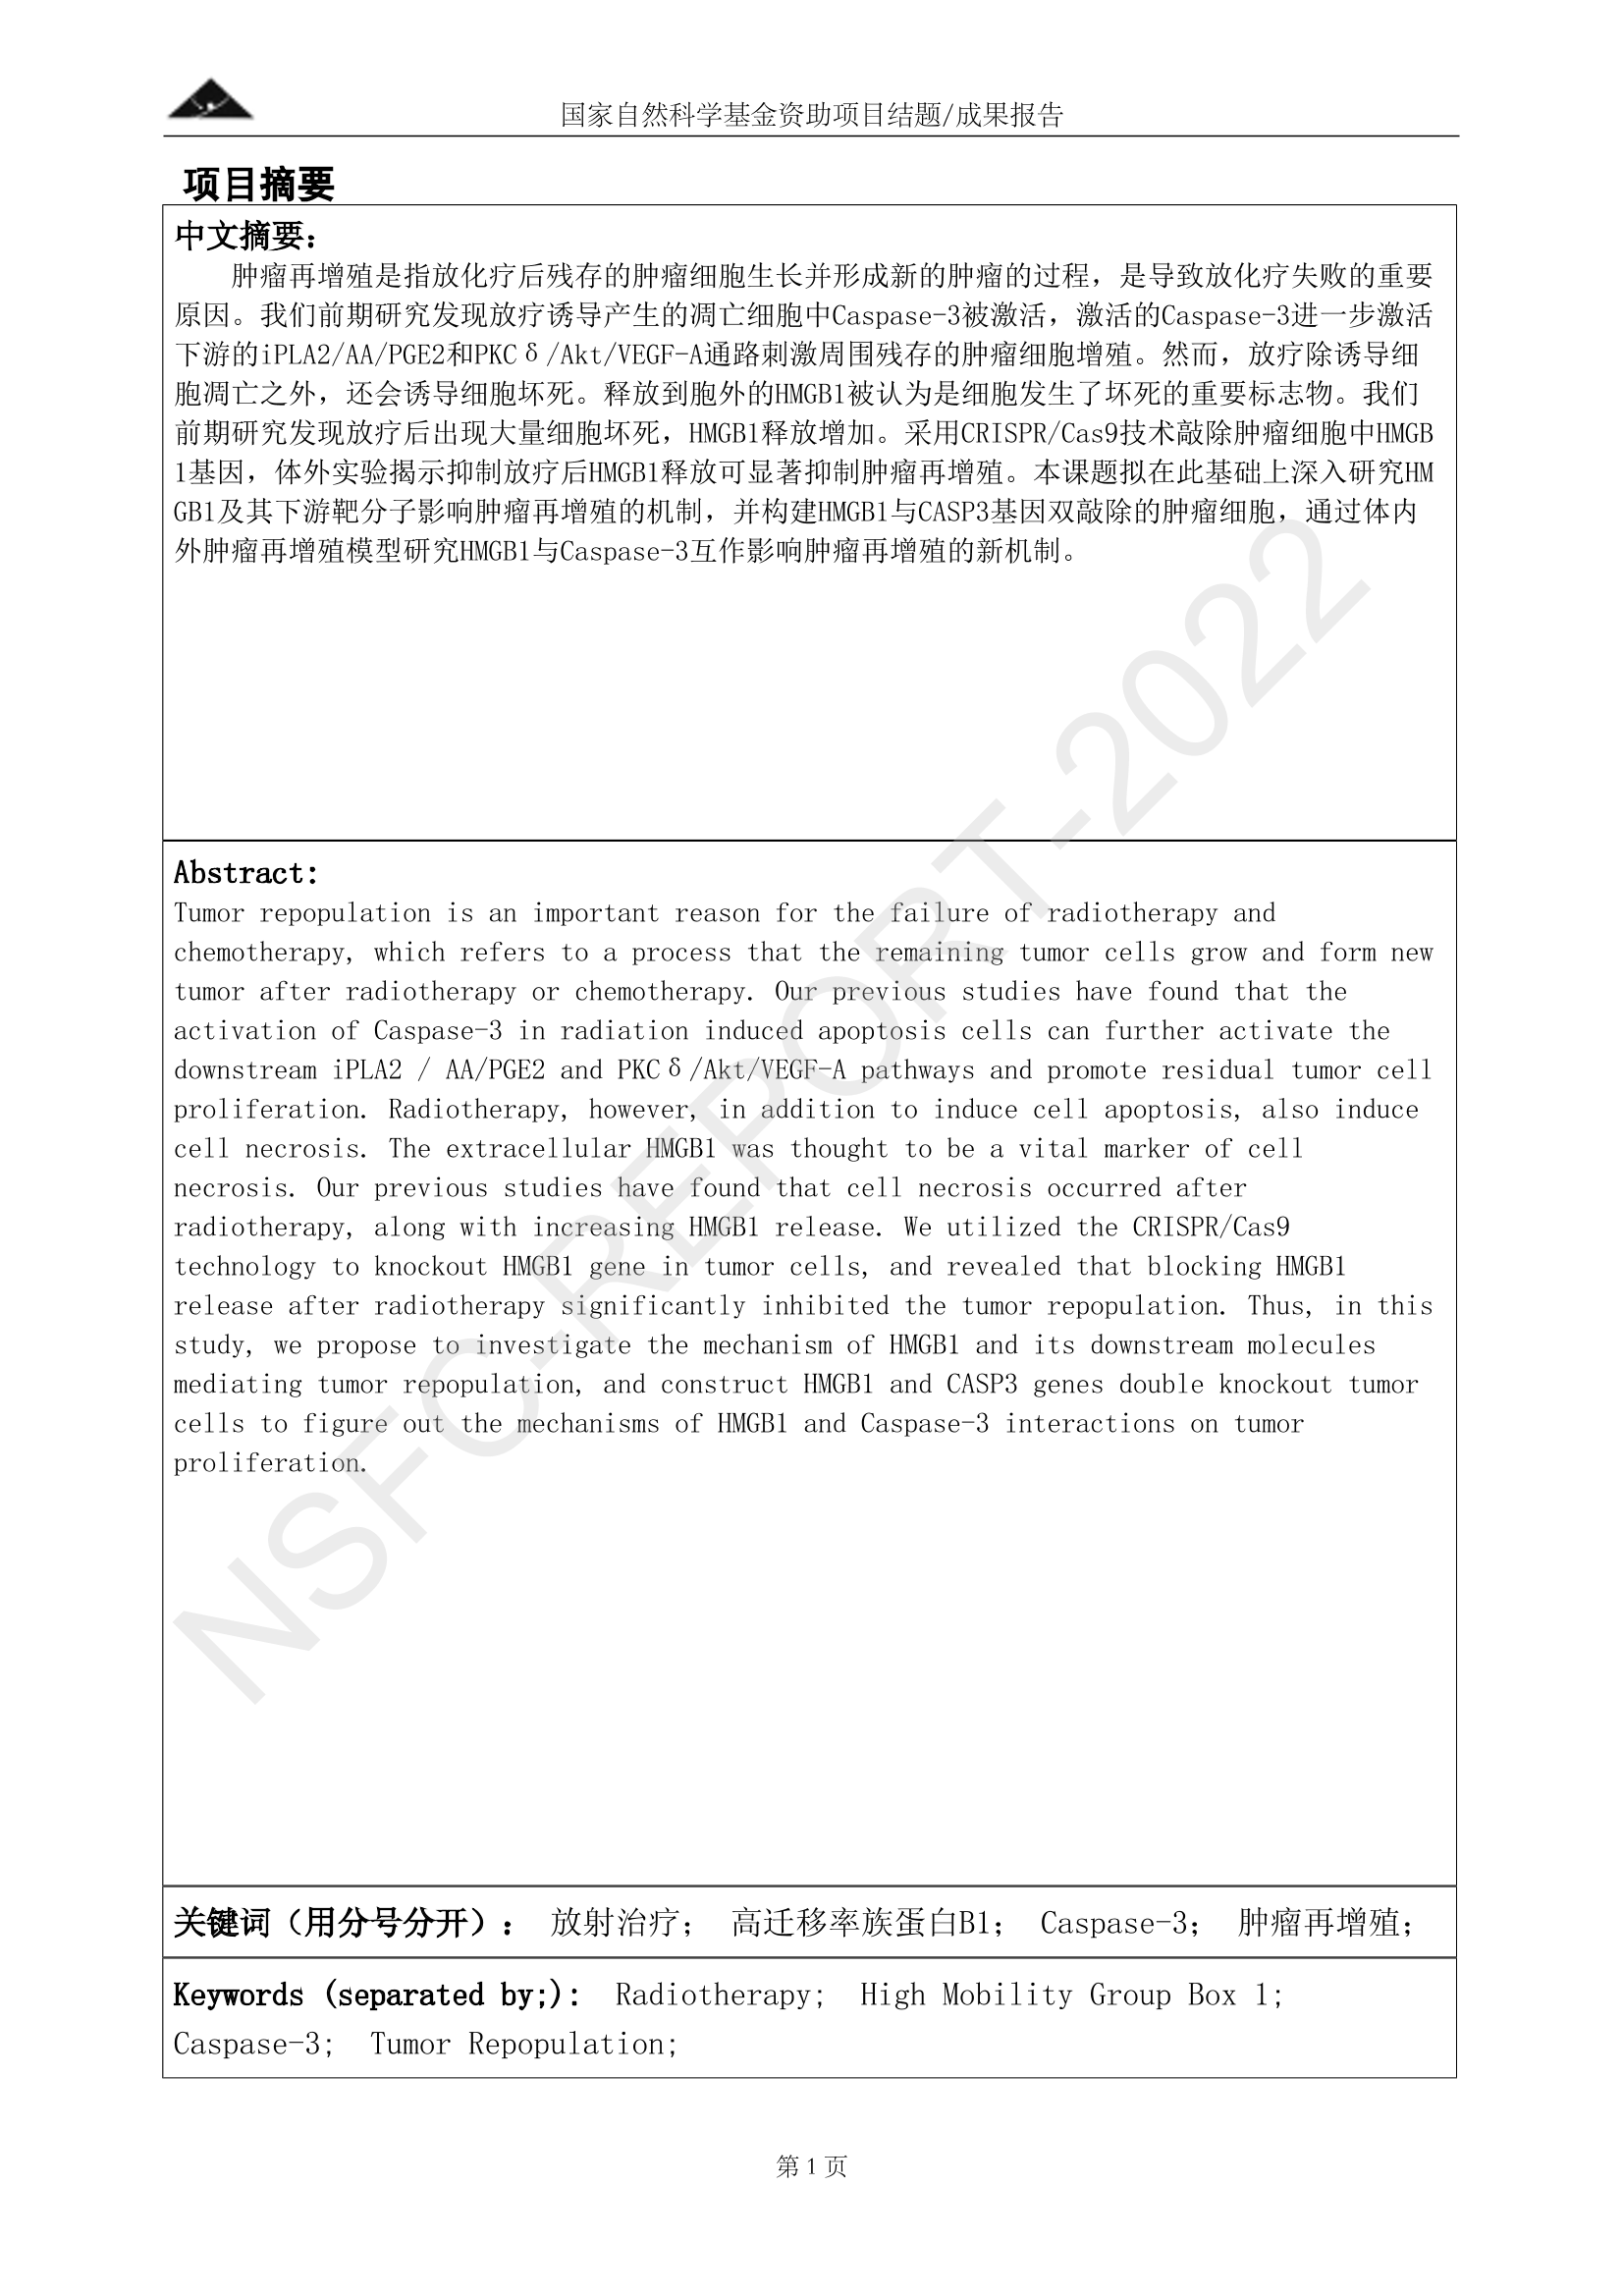 国家自然科学基金资助项目结题/成果报告
项目摘要
中文摘要：
肿瘤再增殖是指放化疗后残存的肿瘤细胞生长并形成新的肿瘤的过程，是导致放化疗失败的重要
原因。我们前期研究发现放疗诱导产生的凋亡细胞中Caspase-3被激活，激活的Caspase-3进一步激活
下游的iPLA2/AA/PGE2和PKCδ/Akt/VEGF-A通路刺激周围残存的肿瘤细胞增殖。然而，放疗除诱导细
胞凋亡之外，还会诱导细胞坏死。释放到胞外的HMGB1被认为是细胞发生了坏死的重要标志物。我们
前期研究发现放疗后出现大量细胞坏死，HMGB1释放增加。采用CRISPR/Cas9技术敲除肿瘤细胞中HMGB
1基因，体外实验揭示抑制放疗后HMGB1释放可显著抑制肿瘤再增殖。本课题拟在此基础上深入研究HM
GB1及其下游靶分子影响肿瘤再增殖的机制，并构建HMGB1与CASP3基因双敲除的肿瘤细胞，通过体内
外肿瘤再增殖模型研究HMGB1与Caspase-3互作影响肿瘤再增殖的新机制。
Abstract:
Tumor repopulation is an important reason for the failure of radiotherapy and
chemotherapy, which refers to a process that the remaining tumor cells grow and form new
tumor after radiotherapy or chemotherapy. Our previous studies have found that the
activation of Caspase-3 in radiation induced apoptosis cells can further activate the
downstream iPLA2 / AA/PGE2 and PKCδ/Akt/VEGF-A pathways and promote residual tumor cell
proliferation. Radiotherapy, however, in addition to induce cell apoptosis, also induce
cell necrosis. The extracellular HMGB1 was thought to be a vital marker of cell
necrosis. Our previous studies have found that cell necrosis occurred after
radiotherapy, along with increasing HMGB1 release. We utilized the CRISPR/Cas9
technology to knockout HMGB1 gene in tumor cells, and revealed that blocking HMGB1
release after radiotherapy significantly inhibited the tumor repopulation. Thus, in this
study, we propose to investigate the mechanism of HMGB1 and its downstream molecules
mediating tumor repopulation, and construct HMGB1 and CASP3 genes double knockout tumor
cells to figure out the mechanisms of HMGB1 and Caspase-3 interactions on tumor
proliferation.
关键词（用分号分开）： 放射治疗； 高迁移率族蛋白B1； Caspase-3； 肿瘤再增殖；
Keywords (separated by;): Radiotherapy; High Mobility Group Box 1;
Caspase-3; Tumor Repopulation;
第 1 页
NSFC-REPORT-2022